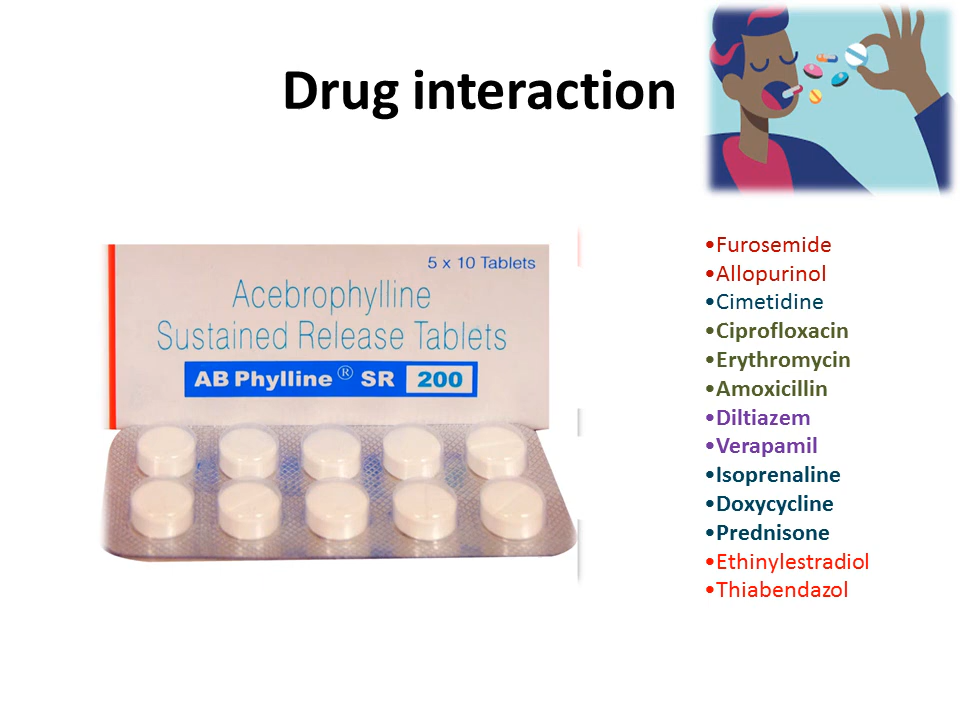 Drug interaction
5 x 10 Tablets
Acebrophylline
Sustained Release Tablets
AB Phylline ® SR 200
•Furosemide
•Allopurinol
•Cimetidine
•Ciprofloxacin
•Erythromycin
•Amoxicillin
•Diltiazem
•Verapamil
•Isoprenaline
•Doxycycline
•Prednisone
•Ethinylestradiol
•Thiabendazol